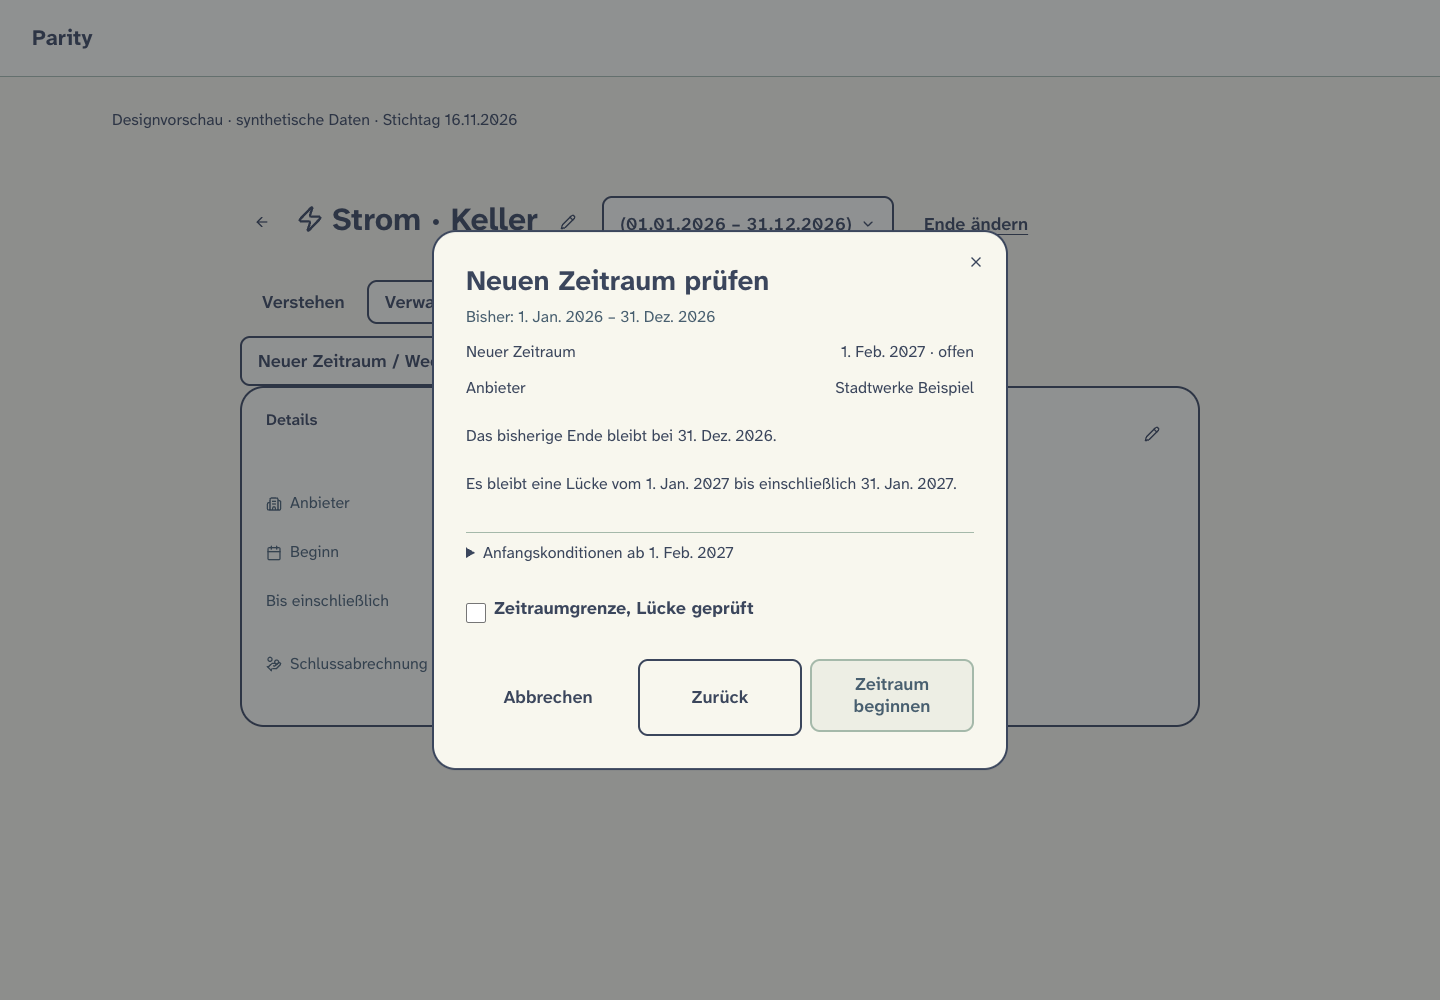 Parity
Designvorschau · synthetische Daten · Stichtag 16.11.2026
Strom · Keller
(01.01.2026 – 31.12.2026)
Ende ändern
Verstehen
Neuer Zeitraum /
Details
Anbieter
Beginn
Bis einschließlich
Schlussabrechnung
Neuen Zeitraum prüfen
Bisher: 1. Jan. 2026 – 31. Dez. 2026
Neuer Zeitraum 1. Feb. 2027 · offen
Anbieter Stadtwerke Beispiel
Das bisherige Ende bleibt bei 31. Dez. 2026.
Es bleibt eine Lücke vom 1. Jan. 2027 bis einschließlich 31. Jan. 2027.
Anfangskonditionen ab 1. Feb. 2027
Zeitraumgrenze, Lücke geprüft
Abbrechen
Zurück
Zeitraum
beginnen